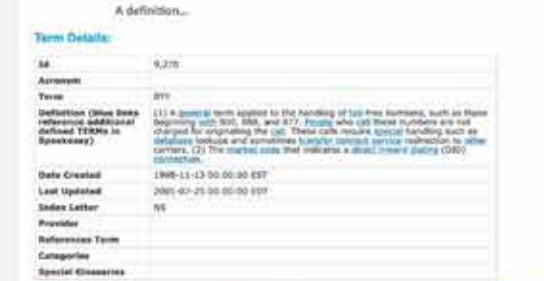 A definition...
Term Details:
Id 9,270
Acronym
Term 8YY
Definition (blue links (1) A general term applied to the handling of toll-free numbers, such as those
reference additional beginning with 800, 888, and 877. People who call these numbers are not
defined TERMs in charged for originating the call. These calls require special handling such as
database lookups and sometimes transfer connect service redirection to other
carriers. (2) The market code that indicates a direct inward dialing (DID)
connection.
Date Created 1998-11-13 00:00:00 EST
Last Updated 2001-07-25 00:00:00 EDT
Index Letter NS
Provider
References Term
Categories
Special Glossaries